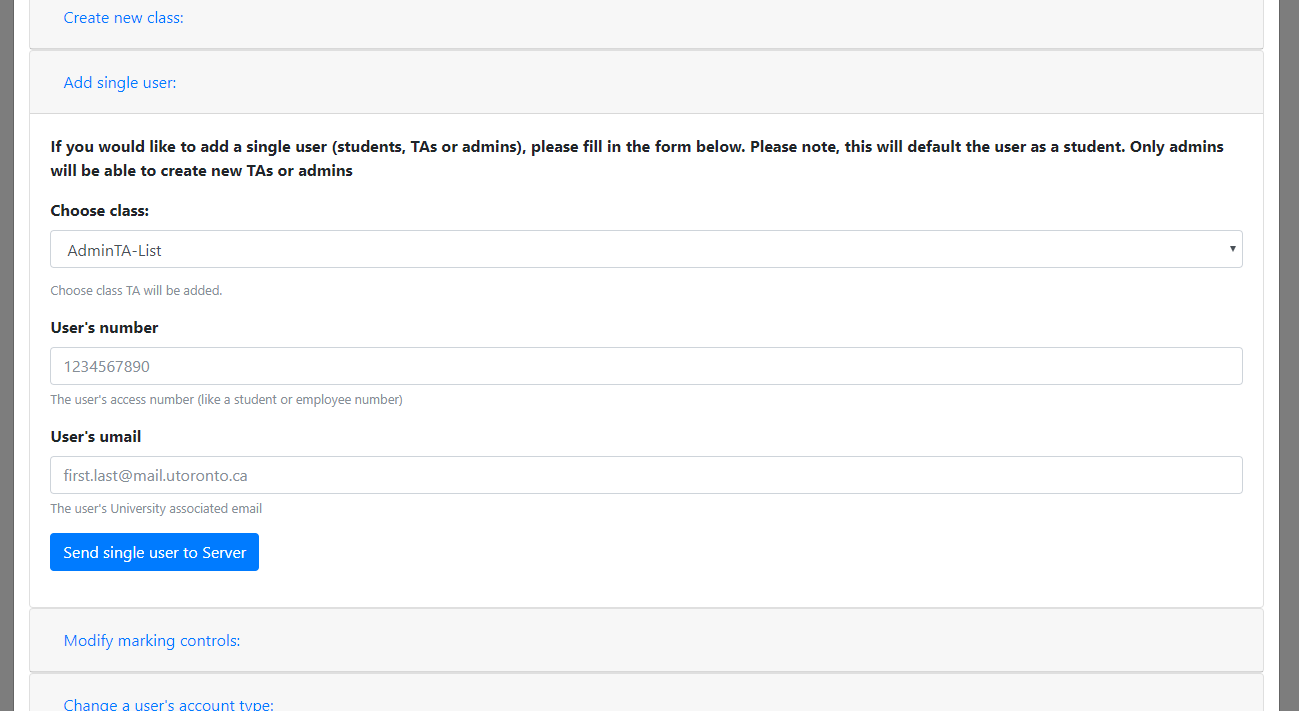 Create new class:
Add single user:
If you would like to add a single user (students, TAs or admins), please fill in the form below. Please note, this will default the user as a student. Only admins
will be able to create new TAs or admins
Choose class:
AdminTA-List
Choose class TA will be added.
User's number
1234567890
The user's access number (like a student or employee number)
User's umail
first.last@mail.utoronto.ca
The user's University associated email
Send single user to Server
Modify marking controls:
Change a user's account type: